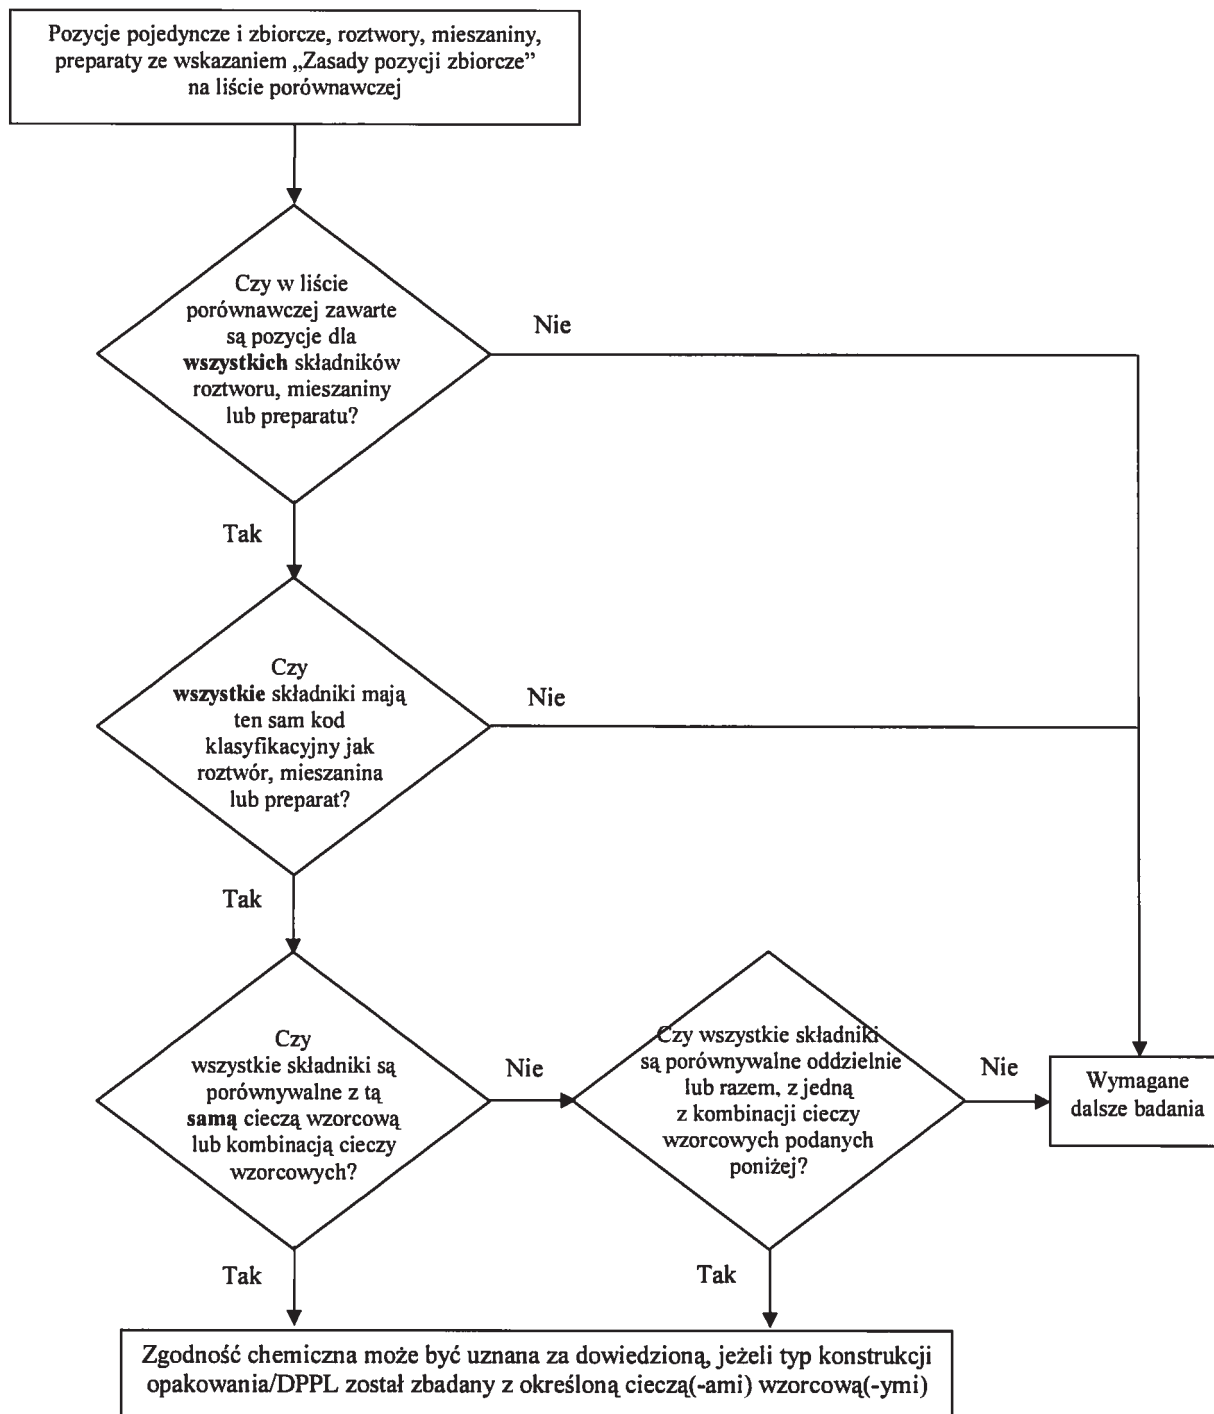 Pozycje pojedyncze i zbiorcze, roztwory, mieszaniny,
preparaty ze wskazaniem „Zasady pozycji zbiorcze”
na liście porównawczej
Czy w liście
porównawczej zawarte
są pozycje dla
wszystkich składników
roztworu, mieszaniny
lub preparatu?
Nie
Tak
Czy
wszystkie składniki mają
ten sam kod
klasyfikacyjny jak
roztwór, mieszanina
lub preparat?
Nie
Tak
Czy
wszystkie składniki są
porównywalne z tą
samą cieczą wzorcową
lub kombinacją cieczy
wzorcowych?
Nie
Czy wszystkie składniki
są porównywalne oddzielnie
lub razem, z jedną
z kombinacji cieczy
wzorcowych podanych
poniżej?
Nie
Wymagane
dalsze badania
Tak
Tak
Zgodność chemiczna może być uznana za dowiedzioną, jeżeli typ konstrukcji
opakowania/DPPL został zbadany z określoną cieczą(-ami) wzorcową(-ymi)